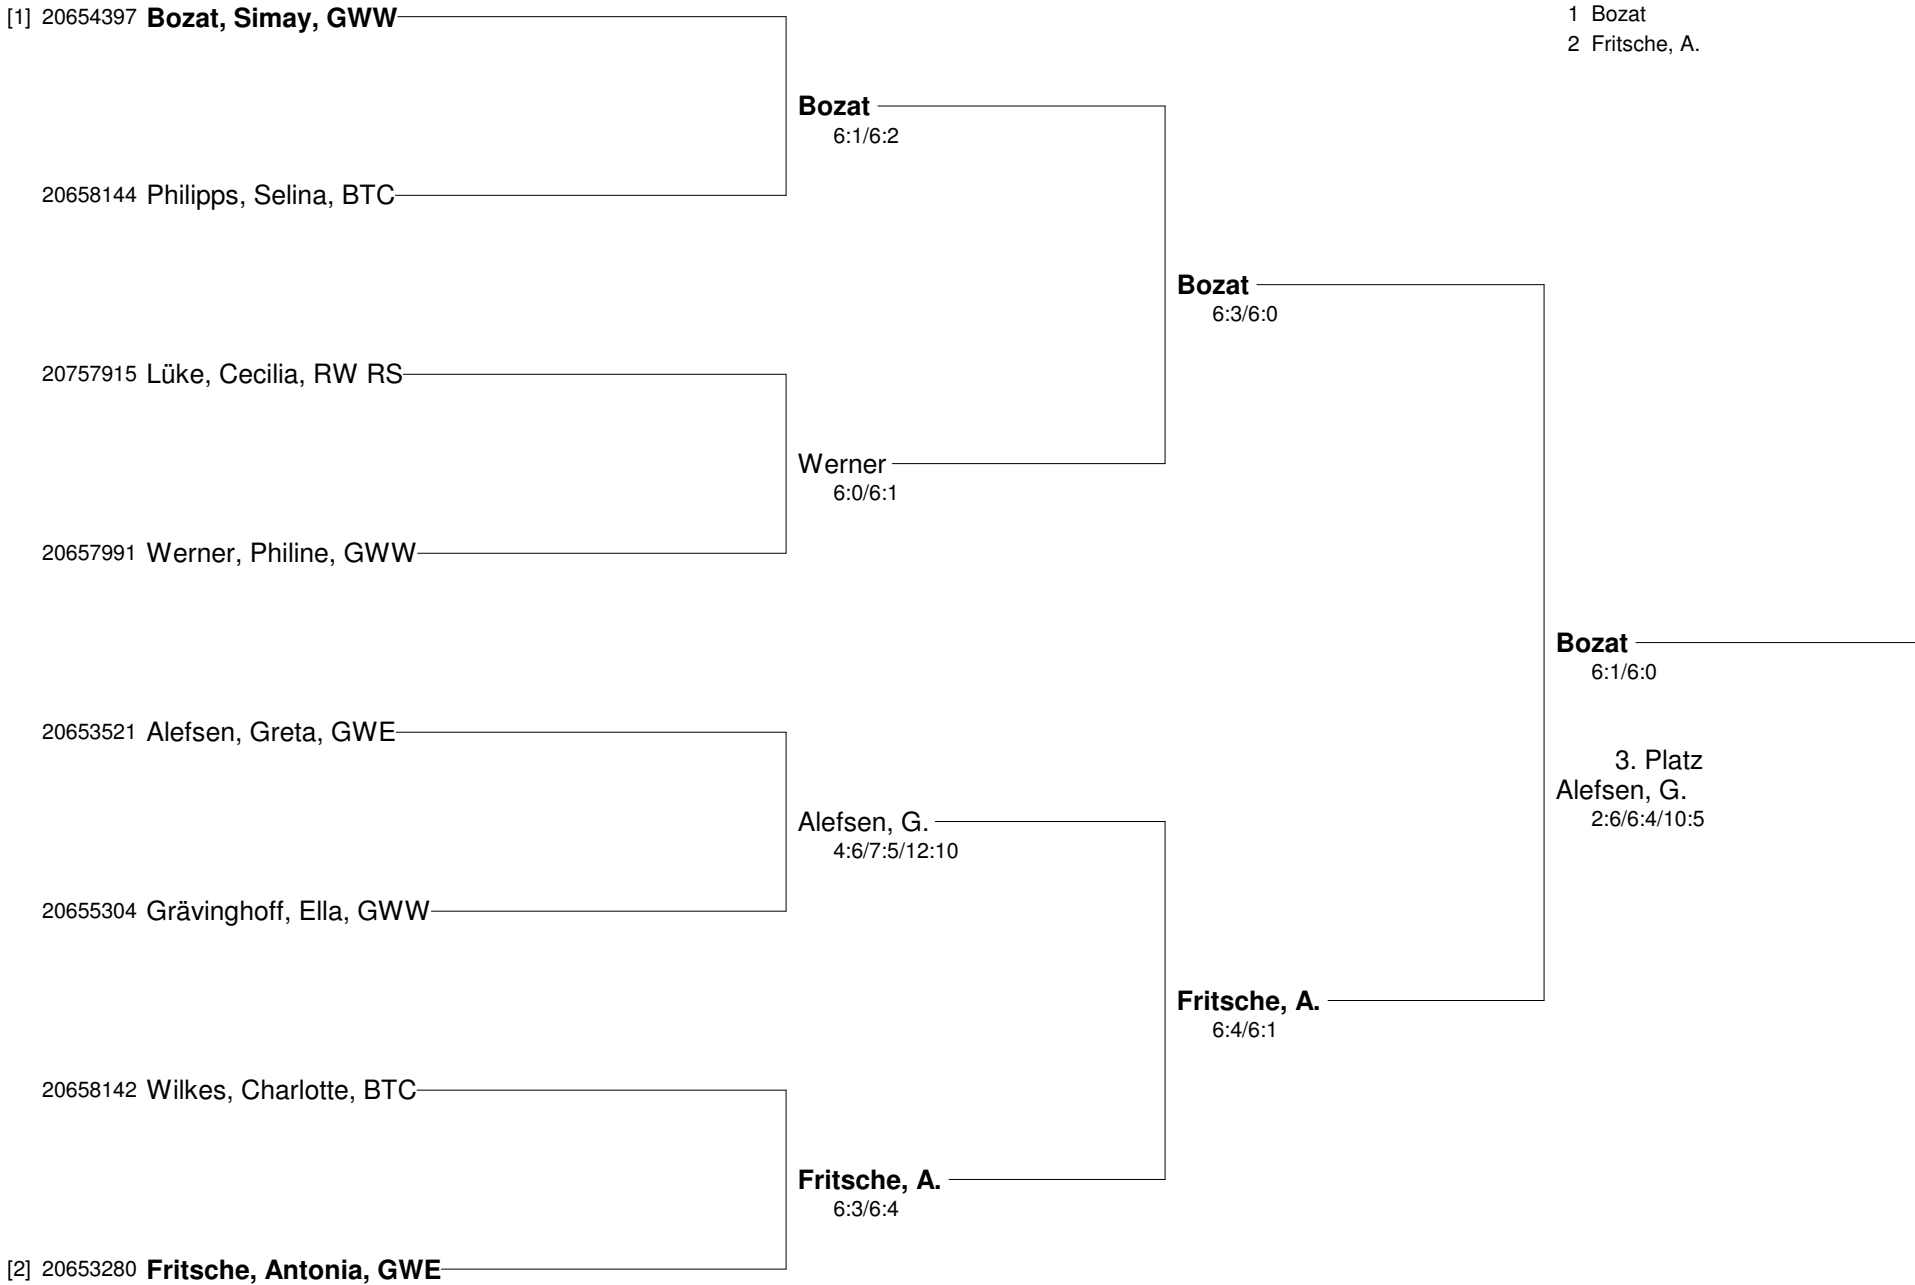 [1] 20654397 Bozat, Simay, GWW
1 Bozat
2 Fritsche, A.
Bozat
6:1/6:2
20658144 Philipps, Selina, BTC
Bozat
6:3/6:0
20757915 Lüke, Cecilia, RW RS
Werner
6:0/6:1
20657991 Werner, Philine, GWW
Bozat
6:1/6:0
20653521 Alefsen, Greta, GWE
3. Platz
Alefsen, G.
2:6/6:4/10:5
Alefsen, G.
4:6/7:5/12:10
20655304 Grävinghoff, Ella, GWW
Fritsche, A.
6:4/6:1
20658142 Wilkes, Charlotte, BTC
Fritsche, A.
6:3/6:4
[2] 20653280 Fritsche, Antonia, GWE